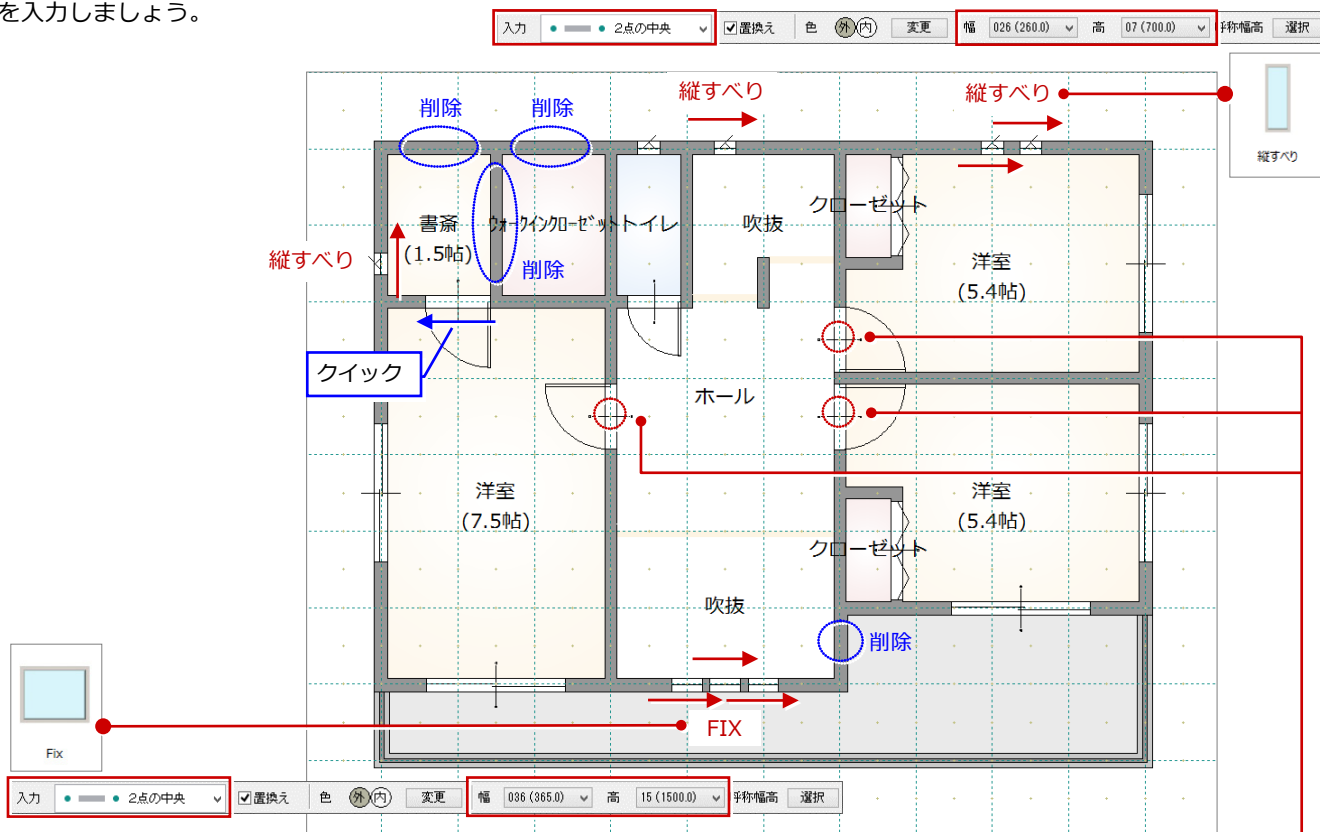 を入力しましょう。
入力 2点の中央 置換え 色 外 内 変更 幅 026 (260.0) 高 07 (700.0) 呼称幅高 選択
縦すべり
縦すべり
縦すべり
削除
削除
クローゼット
書斎
(1.5帖)
ウォークインクローゼット
トイレ
吹抜
縦すべり
削除
洋室
(5.4帖)
クイック
ホール
洋室
(7.5帖)
洋室
(5.4帖)
クローゼット
吹抜
削除
FIX
Fix
入力 2点の中央 置換え 色 外 内 変更 幅 036 (365.0) 高 15 (1500.0) 呼称幅高 選択